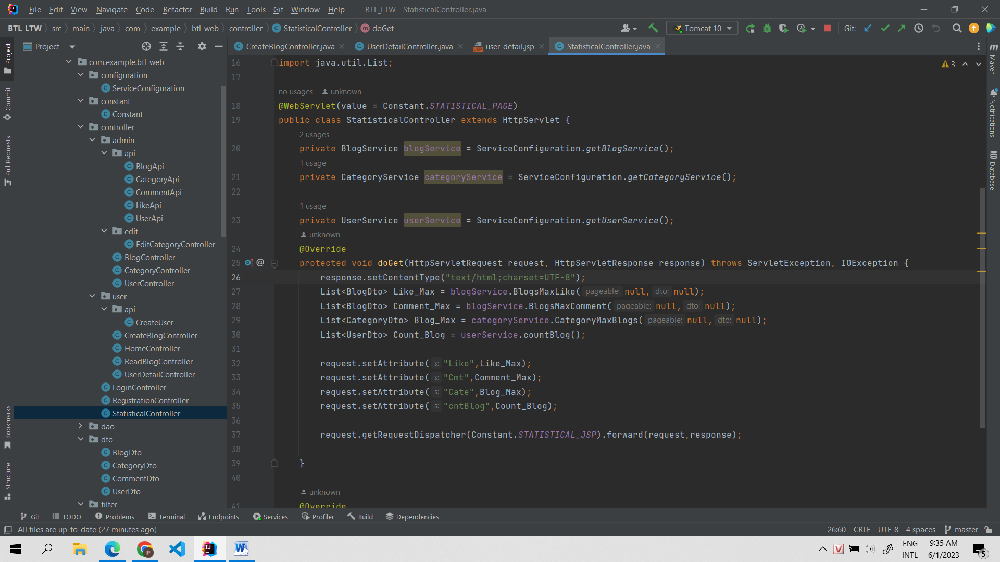 File Edit View Navigate Code Refactor Build Run Tools Git Window Help BTL_LTW - StatisticalController.java
BTL_LTW src main java com example btl_web controller StatisticalController doGet Tomcat 10 Git:
Project
CreateBlogController.java UserDetailController.java user_detail.jsp StatisticalController.java
Project
Commit
Pull Requests
Bookmarks
Structure
com.example.btl_web
configuration
ServiceConfiguration
constant
Constant
controller
admin
api
BlogApi
CategoryApi
CommentApi
LikeApi
UserApi
edit
EditCategoryController
BlogController
CategoryController
UserController
user
api
CreateUser
CreateBlogController
HomeController
ReadBlogController
UserDetailController
LoginController
RegistrationController
StatisticalController
dao
dto
BlogDto
CategoryDto
CommentDto
UserDto
filter
3
16 import java.util.List;
17
no usages unknown
18 @WebServlet(value = Constant.STATISTICAL_PAGE)
19 public class StatisticalController extends HttpServlet {
2 usages
20 private BlogService blogService = ServiceConfiguration.getBlogService();
1 usage
21 private CategoryService categoryService = ServiceConfiguration.getCategoryService();
22
1 usage
23 private UserService userService = ServiceConfiguration.getUserService();
unknown
24 @Override
25 @ protected void doGet(HttpServletRequest request, HttpServletResponse response) throws ServletException, IOException {
26 response.setContentType("text/html;charset=UTF-8");
27 List<BlogDto> Like_Max = blogService.BlogsMaxLike( pageable: null, dto: null);
28 List<BlogDto> Comment_Max = blogService.BlogsMaxComment( pageable: null, dto: null);
29 List<CategoryDto> Blog_Max = categoryService.CategoryMaxBlogs( pageable: null, dto: null);
30 List<UserDto> Count_Blog = userService.countBlog();
31
32 request.setAttribute( s: "Like",Like_Max);
33 request.setAttribute( s: "Cmt",Comment_Max);
34 request.setAttribute( s: "Cate",Blog_Max);
35 request.setAttribute( s: "cntBlog",Count_Blog);
36
37 request.getRequestDispatcher(Constant.STATISTICAL_JSP).forward(request,response);
38
39 }
40
unknown
41 @Override
Maven
Notifications
Database
Git TODO Problems Terminal Endpoints Services Profiler Build Dependencies
All files are up-to-date (27 minutes ago) 26:60 CRLF UTF-8 4 spaces master
ENG 9:35 AM
INTL 6/1/2023 5